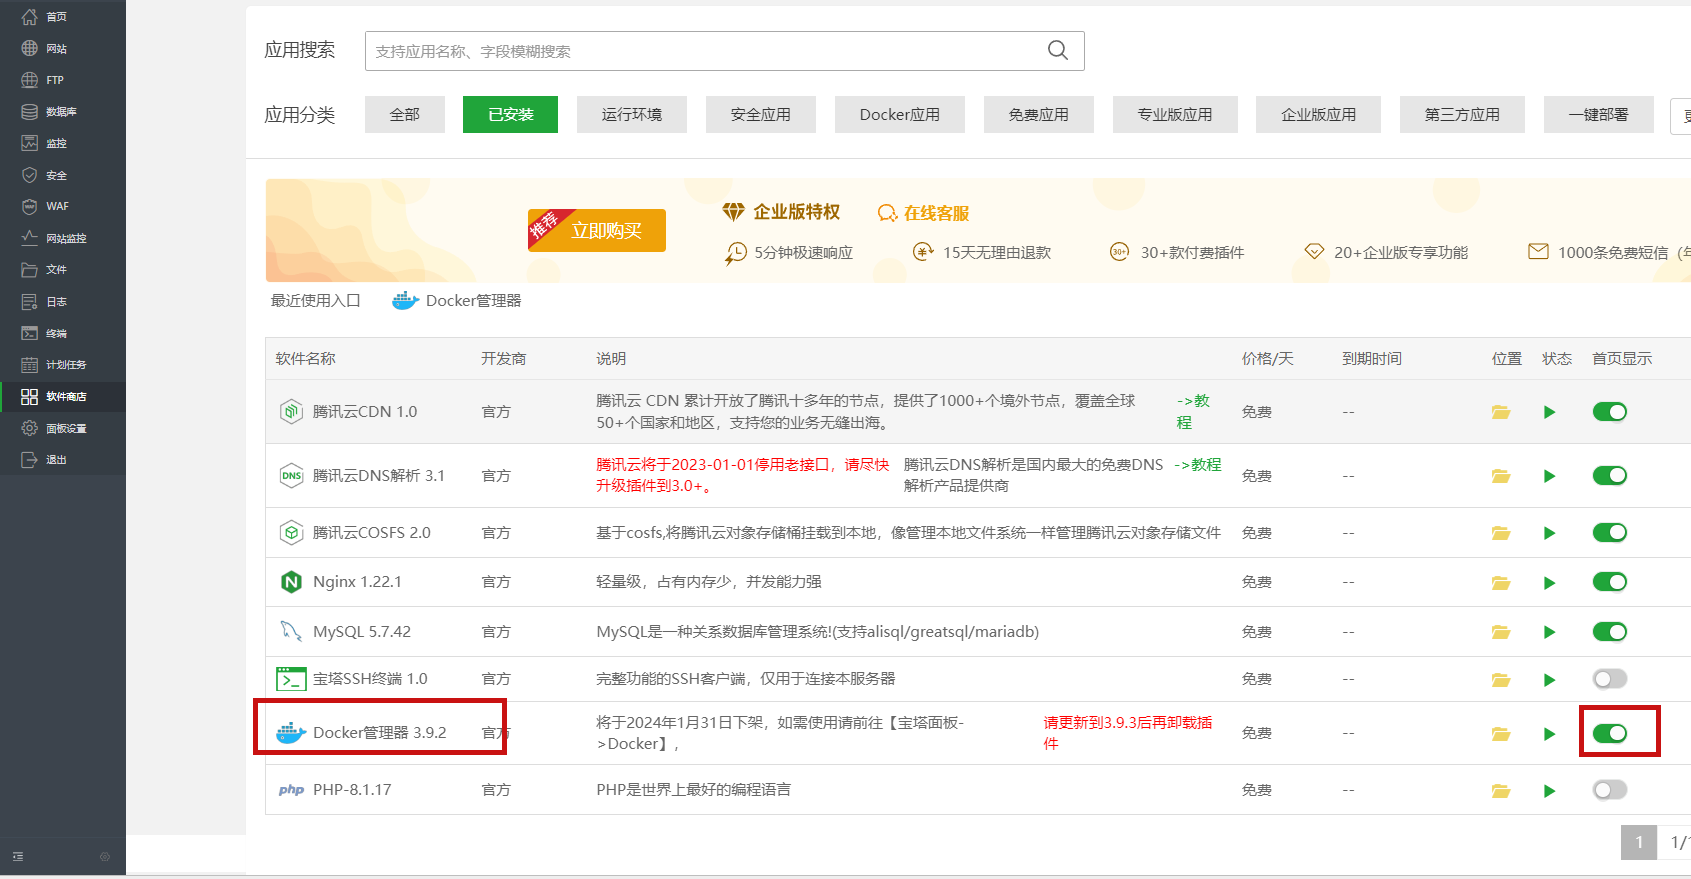 首页
网站
FTP
数据库
监控
安全
WAF
网站监控
文件
日志
终端
计划任务
软件商店
面板设置
退出
应用搜索
支持应用名称、字段模糊搜索
应用分类 全部 已安装 运行环境 安全应用 Docker应用 免费应用 专业版应用 企业版应用 第三方应用 一键部署
推荐 立即购买
企业版特权 在线客服
5分钟极速响应 15天无理由退款 30+ 30+款付费插件 20+企业版专享功能 1000条免费短信
最近使用入口 Docker管理器
软件名称 开发商 说明 价格/天 到期时间 位置 状态 首页显示
腾讯云CDN 1.0 官方 腾讯云 CDN 累计开放了腾讯十多年的节点，提供了1000+个境外节点，覆盖全球 ->教 免费 --
50+个国家和地区，支持您的业务无缝出海。 程
DNS 腾讯云DNS解析 3.1 官方 腾讯云将于2023-01-01停用老接口，请尽快 腾讯云DNS解析是国内最大的免费DNS ->教程 免费 --
升级插件到3.0+。 解析产品提供商
腾讯云COSFS 2.0 官方 基于cosfs,将腾讯云对象存储桶挂载到本地，像管理本地文件系统一样管理腾讯云对象存储文件 免费 --
N Nginx 1.22.1 官方 轻量级，占有内存少，并发能力强 免费 --
MySQL 5.7.42 官方 MySQL是一种关系数据库管理系统!(支持alisql/greatsql/mariadb) 免费 --
宝塔SSH终端 1.0 官方 完整功能的SSH客户端，仅用于连接本服务器 免费 --
Docker管理器 3.9.2 官方 将于2024年1月31日下架，如需使用请前往【宝塔面板- 请更新到3.9.3后再卸载插 免费 --
>Docker】, 件
php PHP-8.1.17 官方 PHP是世界上最好的编程语言 免费 --
1 1/